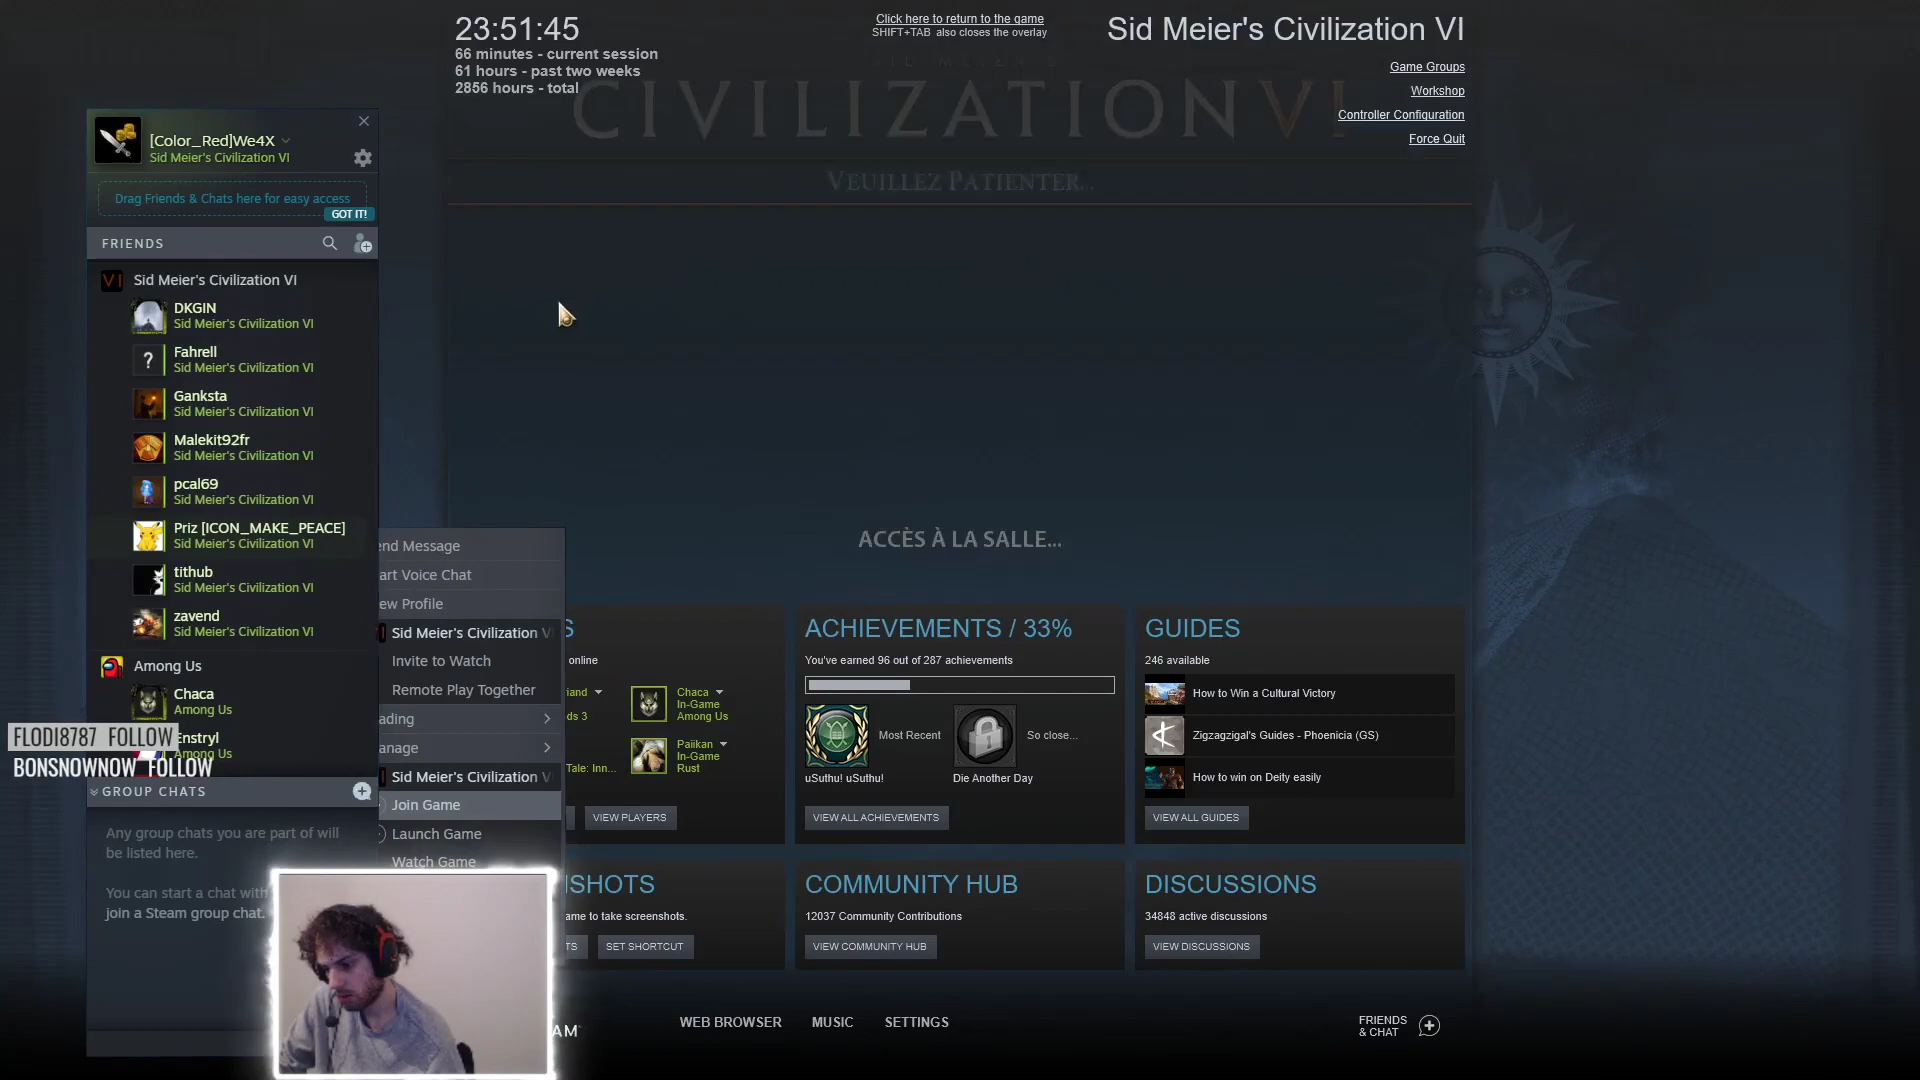 23:51:45
66 minutes - current session
61 hours - past two weeks
2856 hours - total
Click here to return to the game
SHIFT+TAB also closes the overlay
Sid Meier's Civilization VI
Game Groups
Workshop
Controller Configuration
Force Quit
CIVILIZATION VI
VEUILLEZ PATIENTER...
ACCÈS À LA SALLE...
[Color_Red]We4X
Sid Meier's Civilization VI
Drag Friends & Chats here for easy access
GOT IT!
FRIENDS
Sid Meier's Civilization VI
DKGIN
Sid Meier's Civilization VI
Fahrell
Sid Meier's Civilization VI
Ganksta
Sid Meier's Civilization VI
Malekit92fr
Sid Meier's Civilization VI
pcal69
Sid Meier's Civilization VI
Priz [ICON_MAKE_PEACE]
Sid Meier's Civilization VI
tithub
Sid Meier's Civilization VI
zavend
Sid Meier's Civilization VI
Among Us
Chaca
Among Us
Enstryl
Among Us
FLODI8787 FOLLOW
BONSNOWNOW FOLLOW
GROUP CHATS
Any group chats you are part of will
be listed here.
You can start a chat with
join a Steam group chat.
end Message
art Voice Chat
ew Profile
Sid Meier's Civilization V
Invite to Watch
Remote Play Together
ading
anage
Sid Meier's Civilization V
Join Game
Launch Game
Watch Game
S
online
iand
ds 3
Tale: Inn...
Chaca
In-Game
Among Us
Paiikan
In-Game
Rust
VIEW PLAYERS
ACHIEVEMENTS / 33%
You've earned 96 out of 287 achievements
Most Recent
So close...
uSuthu! uSuthu!
Die Another Day
VIEW ALL ACHIEVEMENTS
GUIDES
246 available
How to Win a Cultural Victory
Zigzagzigal's Guides - Phoenicia (GS)
How to win on Deity easily
VIEW ALL GUIDES
SHOTS
ame to take screenshots.
TS
SET SHORTCUT
COMMUNITY HUB
12037 Community Contributions
VIEW COMMUNITY HUB
DISCUSSIONS
34848 active discussions
VIEW DISCUSSIONS
AM
WEB BROWSER
MUSIC
SETTINGS
FRIENDS
& CHAT